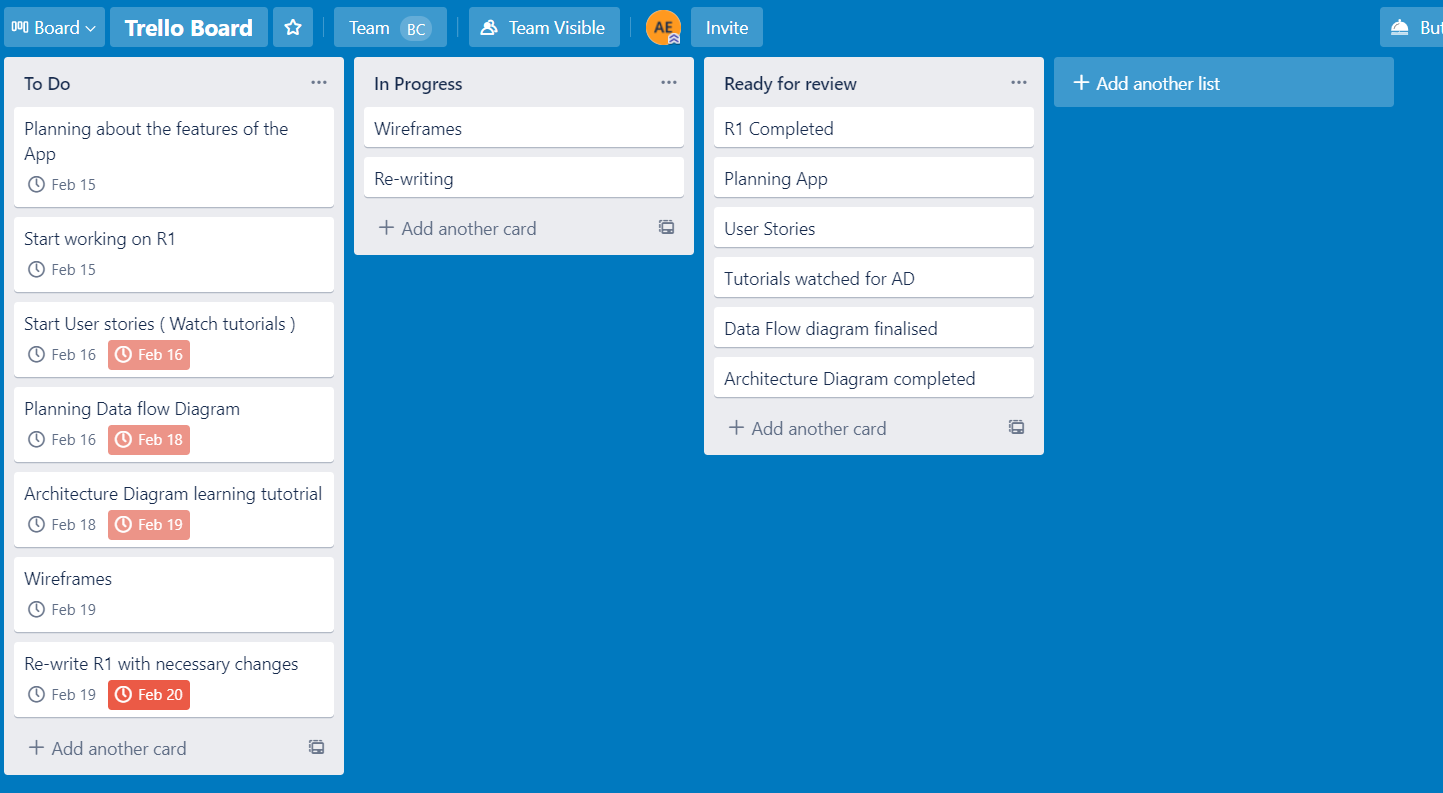 Board
Trello Board
Team BC
Team Visible
AE
Invite
To Do
Planning about the features of the
App
Feb 15
Start working on R1
Feb 15
Start User stories ( Watch tutorials )
Feb 16 Feb 16
Planning Data flow Diagram
Feb 16 Feb 18
Architecture Diagram learning tutotrial
Feb 18 Feb 19
Wireframes
Feb 19
Re-write R1 with necessary changes
Feb 19 Feb 20
+ Add another card
In Progress
Wireframes
Re-writing
+ Add another card
Ready for review
R1 Completed
Planning App
User Stories
Tutorials watched for AD
Data Flow diagram finalised
Architecture Diagram completed
+ Add another card
+ Add another list